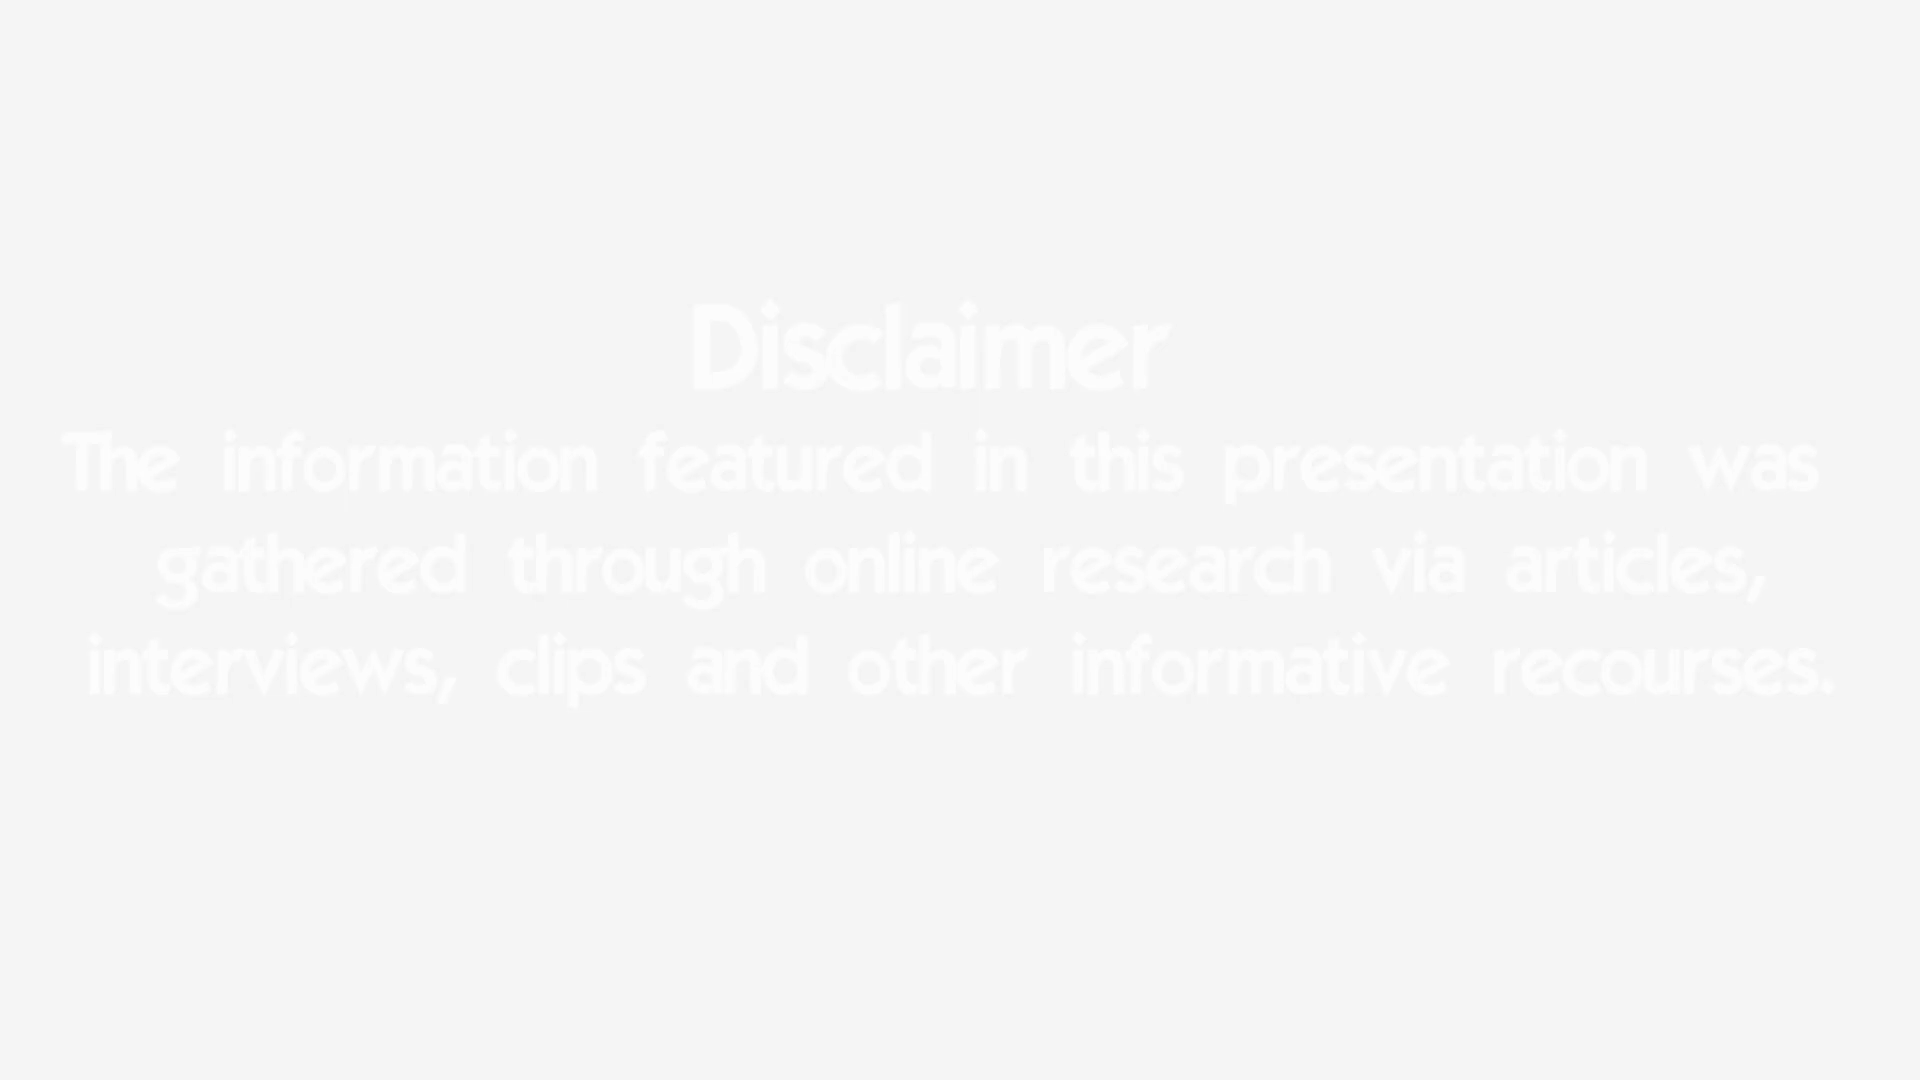 Disclaimer
The information featured in this presentation was
gathered through online research via articles,
interviews, clips and other informative recourses.